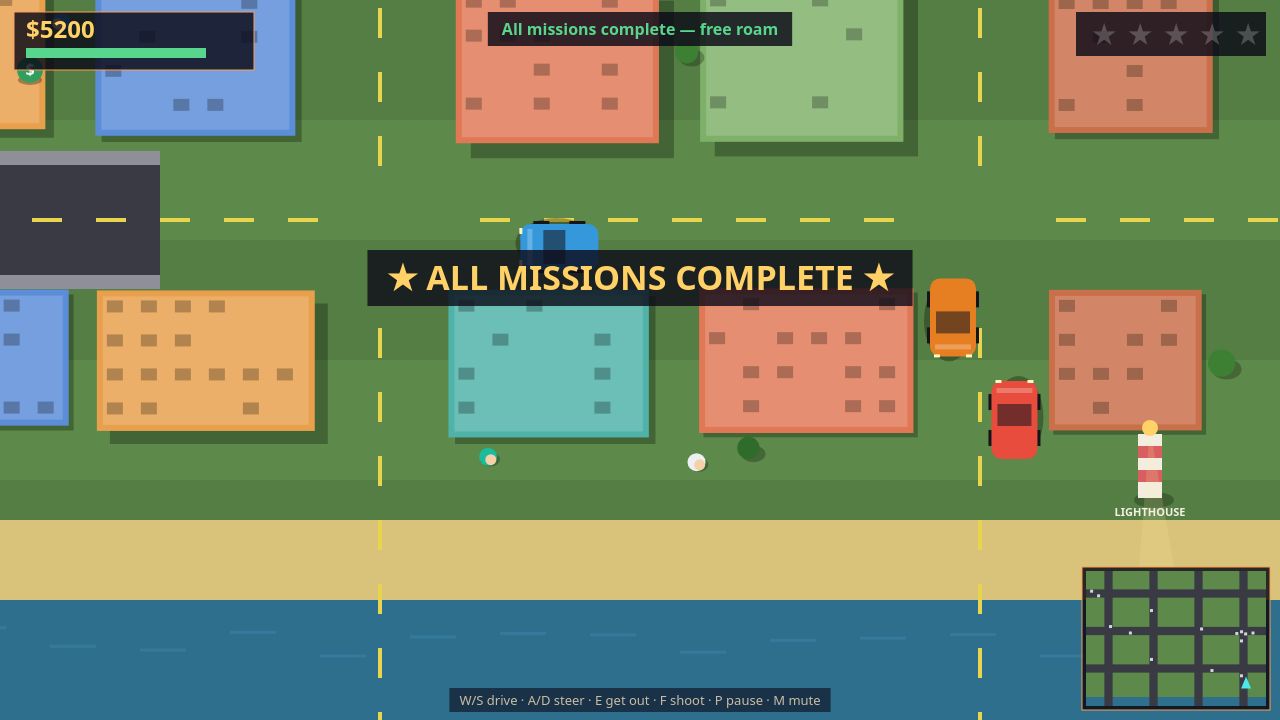 $5200
All missions complete — free roam
★ ★ ★ ★ ★
$
★ ALL MISSIONS COMPLETE ★
LIGHTHOUSE
W/S drive · A/D steer · E get out · F shoot · P pause · M mute